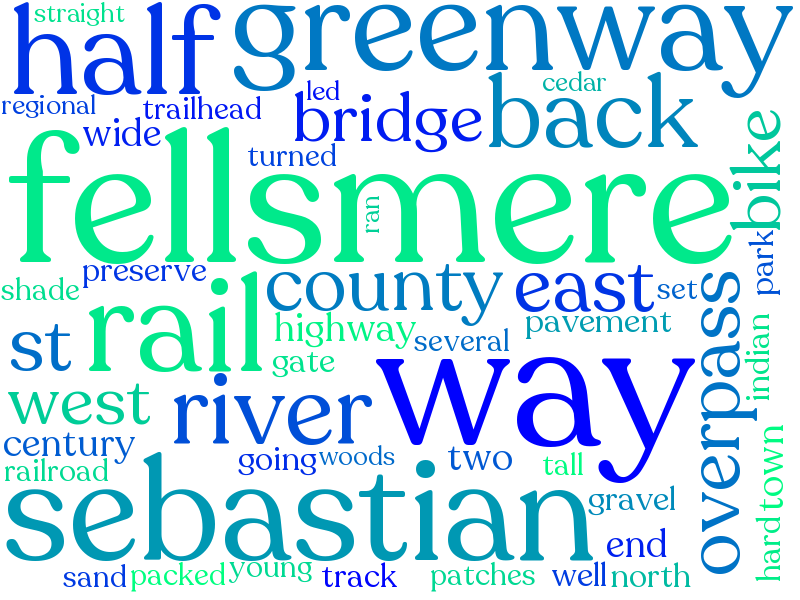 straight
half
greenway
regional
trailhead
led
cedar
wide
bridge
back
turned
bike
fellsmere
ran
park
preserve
shade
county
east
set
rail
highway
several
pavement
st
gate
overpass
indian
west
river
way
century
going
woods
two
tall
railroad
town
sebastian
gravel
end
hard
sand
packed
young
track
patches
well
north